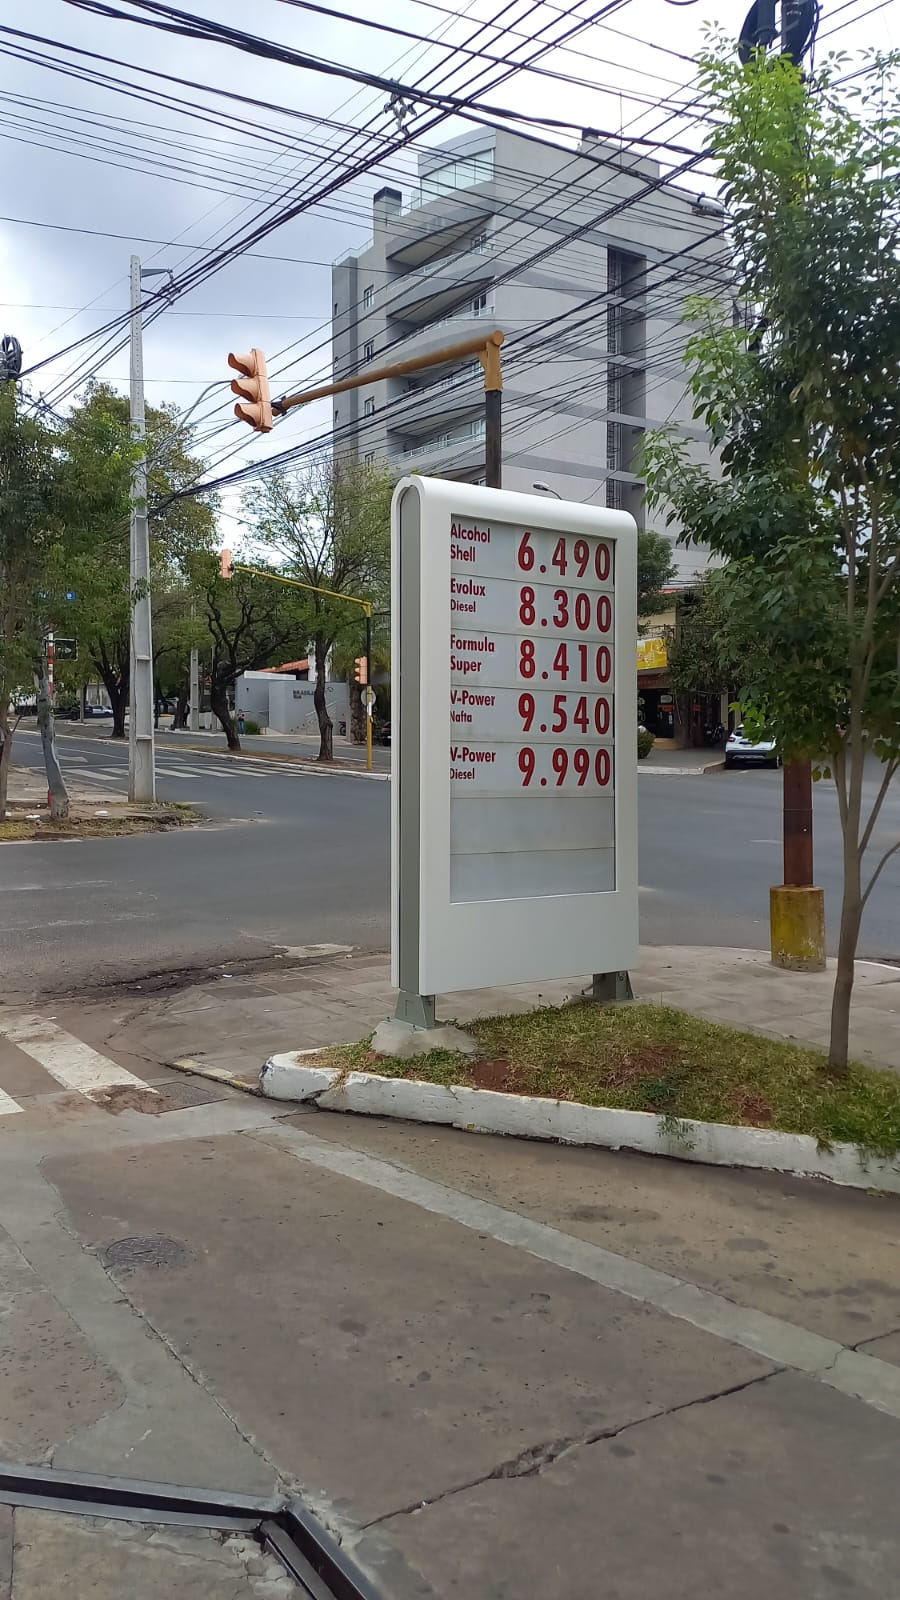 Alcohol
Shell
6.490
Evolux
Diesel
8.300
Formula
Super
8.410
V-Power
Nafta
9.540
V-Power
Diesel
9.990